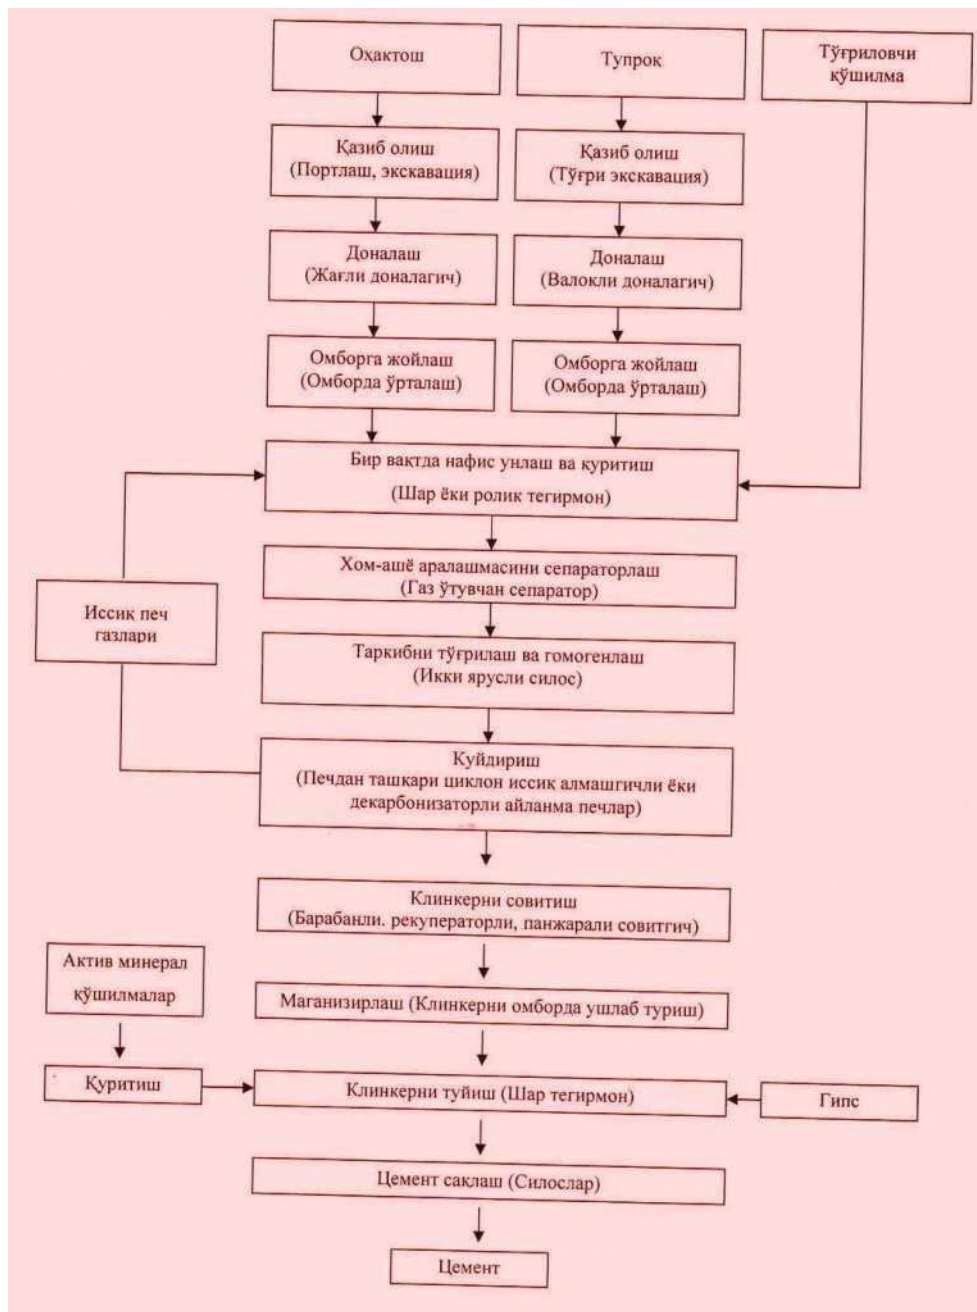 Оҳактош
Тупроқ
Тўғриловчи
қўшилма
Қазиб олиш
(Портлаш, экскавация)
Қазиб олиш
(Тўғри экскавация)
Доналаш
(Жағли доналагич)
Доналаш
(Валокли доналагич)
Омборга жойлаш
(Омборда ўрталаш)
Омборга жойлаш
(Омборда ўрталаш)
Бир вақтда нафис унлаш ва қуритиш
(Шар ёки ролик тегирмон)
Хом-ашё аралашмасини сепараторлаш
(Газ ўтувчан сепаратор)
Иссиқ печ
газлари
Таркибни тўғрилаш ва гомогенлаш
(Икки ярусли силос)
Куйдириш
(Печдан ташқари циклон иссиқ алмашгичли ёки
декарбонизаторли айланма печлар)
Клинкерни совитиш
(Барабанли. рекуператорли, панжарали совитгич)
Актив минерал
қўшилмалар
Маганизирлаш (Клинкерни омборда ушлаб туриш)
Қуритиш
Клинкерни туйиш (Шар тегирмон)
Гипс
Цемент сақлаш (Силослар)
Цемент